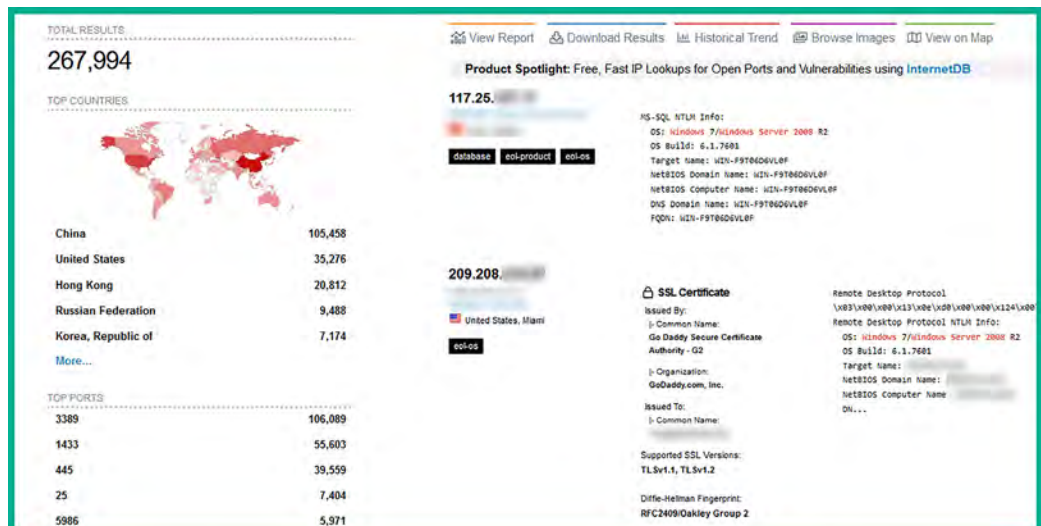 TOTAL RESULTS
267,994
TOP COUNTRIES
China 105,458
United States 35,276
Hong Kong 20,812
Russian Federation 9,488
Korea, Republic of 7,174
More...
TOP PORTS
3389 106,089
1433 55,603
445 39,559
25 7,404
5986 5,971
View Report Download Results Historical Trend Browse Images View on Map
Product Spotlight: Free, Fast IP Lookups for Open Ports and Vulnerabilities using InternetDB
117.25.
database eol-product eol-os
MS-SQL NTLM Info:
OS: Windows 7/Windows Server 2008 R2
OS Build: 6.1.7601
Target Name: WIN-F9T06D6VL0F
NetBIOS Domain Name: WIN-F9T06D6VL0F
NetBIOS Computer Name: WIN-F9T06D6VL0F
DNS Domain Name: WIN-F9T06D6VL0F
FQDN: WIN-F9T06D6VL0F
209.208.
United States, Miami
eol-os
SSL Certificate
Issued By:
|- Common Name:
Go Daddy Secure Certificate
Authority - G2
|- Organization:
GoDaddy.com, Inc.
Issued To:
|- Common Name:
Supported SSL Versions:
TLSv1.1, TLSv1.2
Diffie-Hellman Fingerprint:
RFC2409/Oakley Group 2
Remote Desktop Protocol
\x03\x00\x00\x13\x0e\xd0\x00\x00\x124\x00
Remote Desktop Protocol NTLM Info:
OS: Windows 7/Windows Server 2008 R2
OS Build: 6.1.7601
Target Name:
NetBIOS Domain Name:
NetBIOS Computer Name
DN...